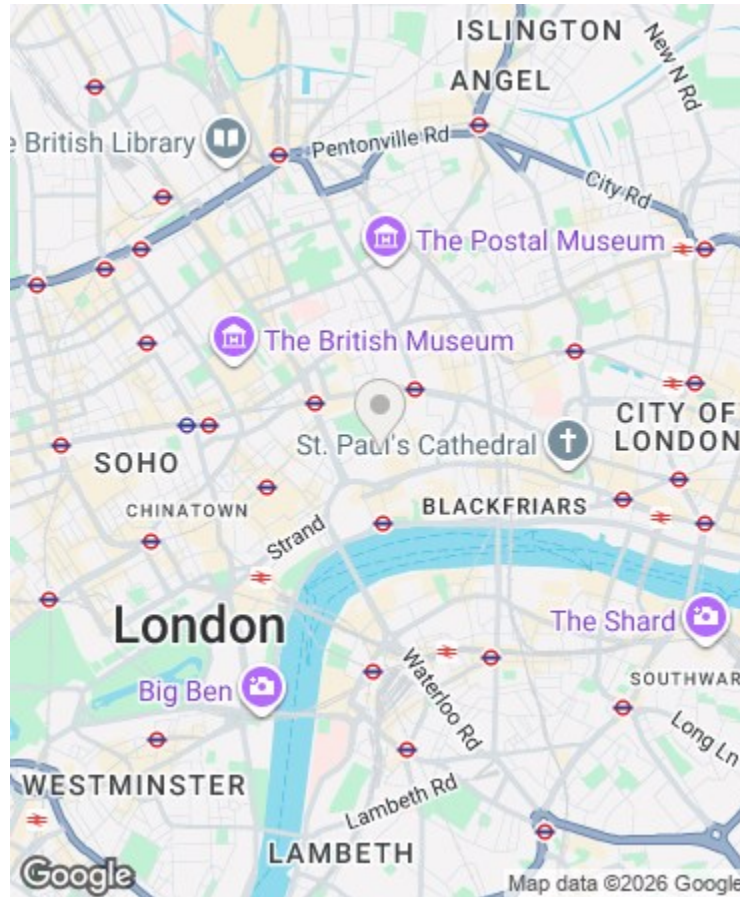 ISLINGTON
ANGEL
New N Rd
e British Library
Pentonville Rd
City Rd
The Postal Museum
The British Museum
CITY OF
LONDON
St. Paul's Cathedral
SOHO
CHINATOWN
BLACKFRIARS
Strand
London
The Shard
Big Ben
Waterloo Rd
SOUTHWAR
Long Ln
WESTMINSTER
Lambeth Rd
LAMBETH
Google
Map data ©2026 Google